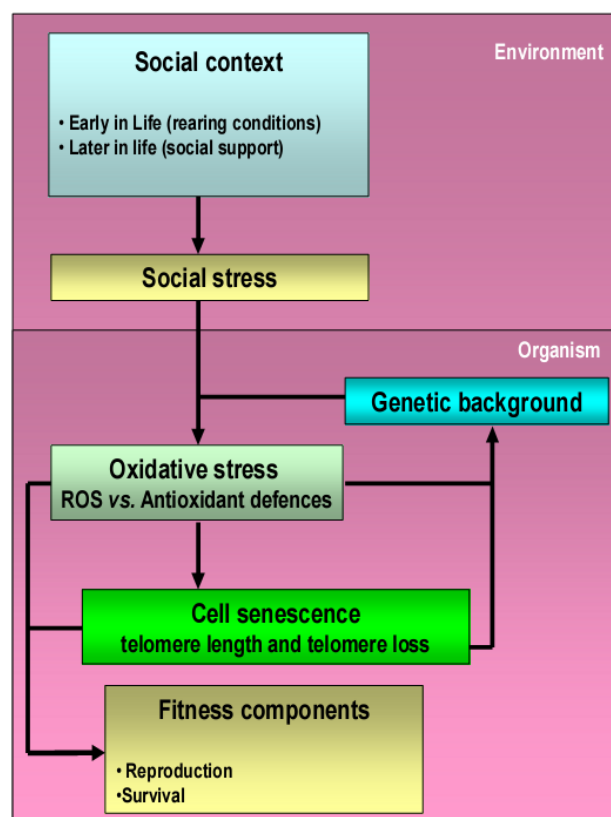 Social context
Environment
• Early in Life (rearing conditions)
• Later in life (social support)
Social stress
Organism
Genetic background
Oxidative stress
ROS vs. Antioxidant defences
Cell senescence
telomere length and telomere loss
Fitness components
• Reproduction
•Survival